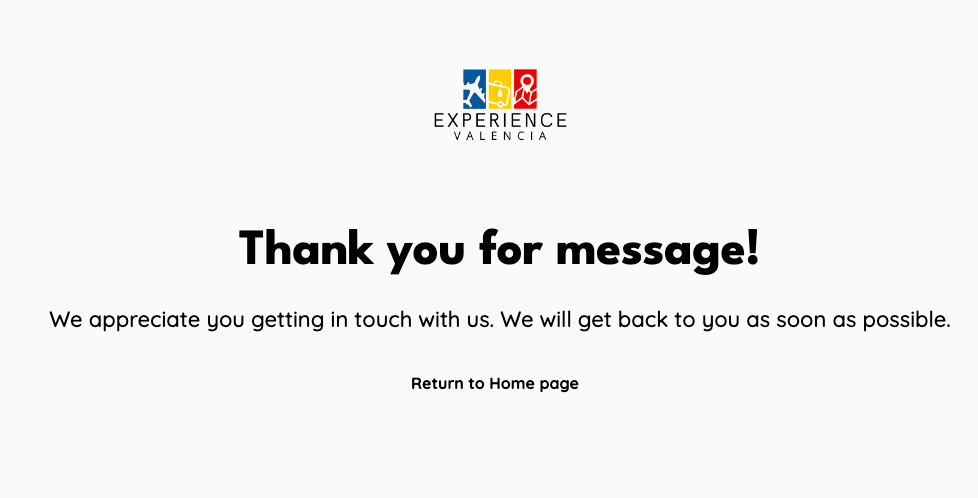 EXPERIENCE
VALENCIA
Thank you for message!
We appreciate you getting in touch with us. We will get back to you as soon as possible.
Return to Home page